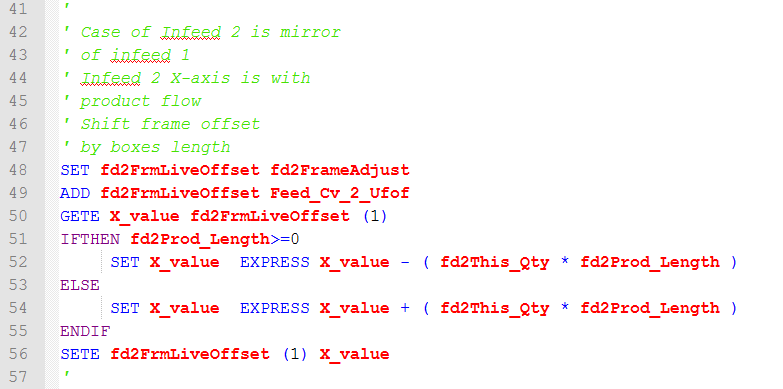 41 '
42 ' Case of Infeed 2 is mirror
43 ' of infeed 1
44 ' Infeed 2 X-axis is with
45 ' product flow
46 ' Shift frame offset
47 ' by boxes length
48 SET fd2FrmLiveOffset fd2FrameAdjust
49 ADD fd2FrmLiveOffset Feed_Cv_2_Ufof
50 GETE X_value fd2FrmLiveOffset (1)
51 IFTHEN fd2Prod_Length>=0
52 SET X_value  EXPRESS X_value - ( fd2This_Qty * fd2Prod_Length )
53 ELSE
54 SET X_value  EXPRESS X_value + ( fd2This_Qty * fd2Prod_Length )
55 ENDIF
56 SETE fd2FrmLiveOffset (1) X_value
57 '